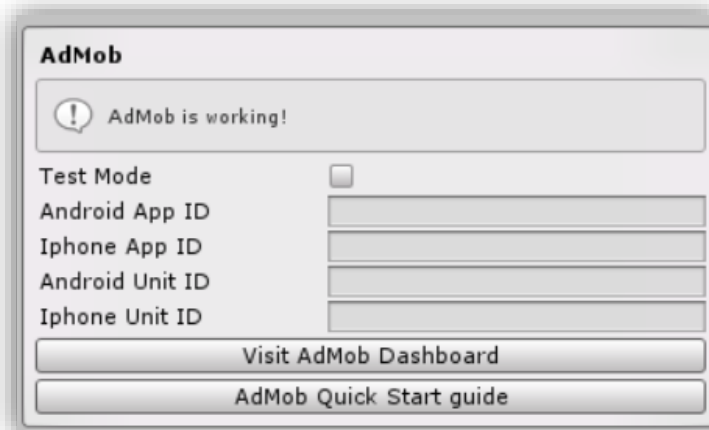 AdMob
AdMob is working!
Test Mode
Android App ID
Iphone App ID
Android Unit ID
Iphone Unit ID
Visit AdMob Dashboard
AdMob Quick Start guide